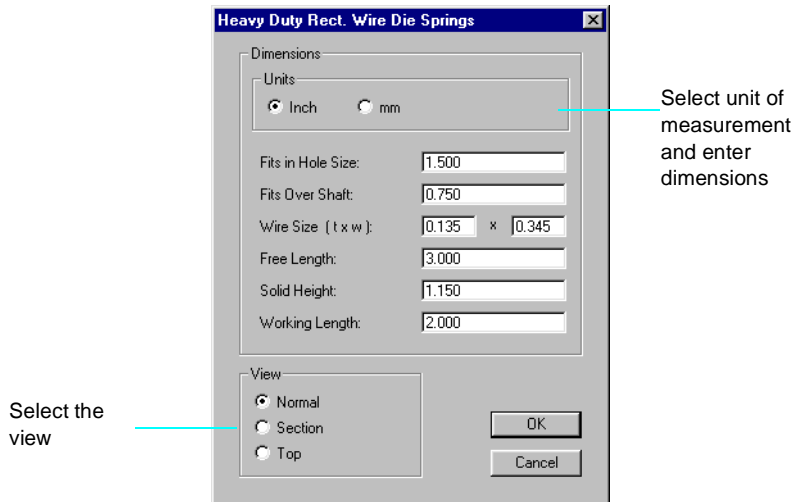 Heavy Duty Rect. Wire Die Springs
Dimensions
Units
Inch mm
Select unit of
measurement
and enter
dimensions
Fits in Hole Size: 1.500
Fits Over Shaft: 0.750
Wire Size ( t x w ): 0.135 x 0.345
Free Length: 3.000
Solid Height: 1.150
Working Length: 2.000
View
Normal
Section
Top
Select the
view
OK
Cancel